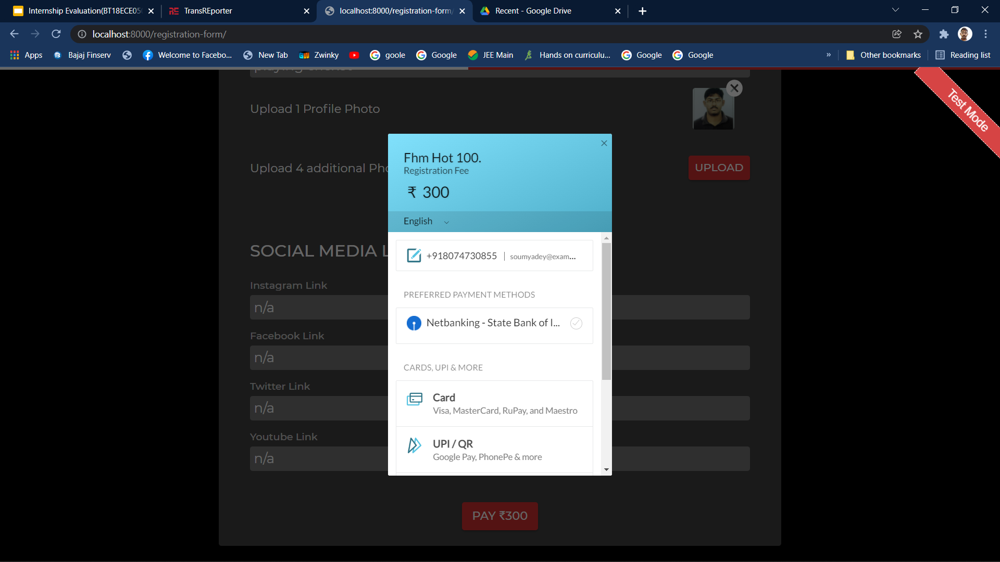 Internship Evaluation(BT18ECE05
TransREporter
localhost:8000/registration-form/
Recent - Google Drive
localhost:8000/registration-form/
Apps
Bajaj Finserv
Welcome to Facebo...
New Tab
Zwinky
goole
Google
JEE Main
Hands on curriculu...
Google
Google
»
Other bookmarks
Reading list
Upload 1 Profile Photo
Test Mode
Upload 4 additional Pho
UPLOAD
Fhm Hot 100.
Registration Fee
₹ 300
English
+918074730855 | soumyadey@exam...
PREFERRED PAYMENT METHODS
Netbanking - State Bank of I...
CARDS, UPI & MORE
Card
Visa, MasterCard, RuPay, and Maestro
UPI / QR
Google Pay, PhonePe & more
SOCIAL MEDIA L
Instagram Link
n/a
Facebook Link
n/a
Twitter Link
n/a
Youtube Link
n/a
PAY ₹300